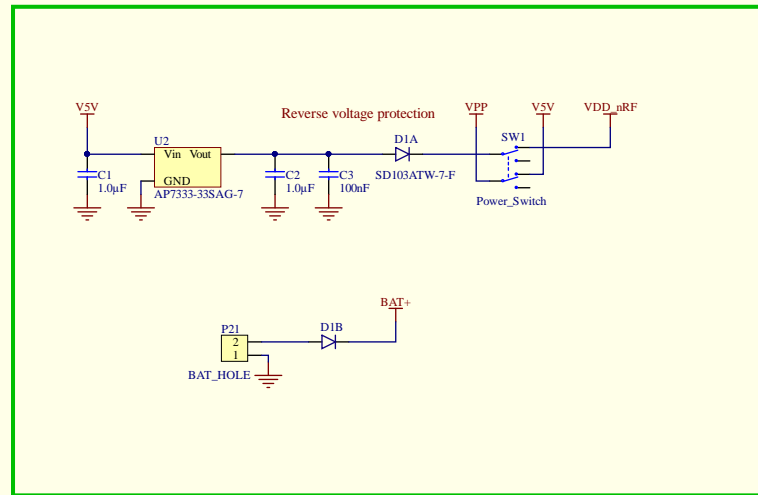 V5V
Reverse voltage protection
VPP
V5V
VDD_nRF
U2
Vin Vout
GND
AP7333-33SAG-7
D1A
SD103ATW-7-F
SW1
Power_Switch
C1
1.0µF
C2
1.0µF
C3
100nF
BAT+
P21
2
1
BAT_HOLE
D1B